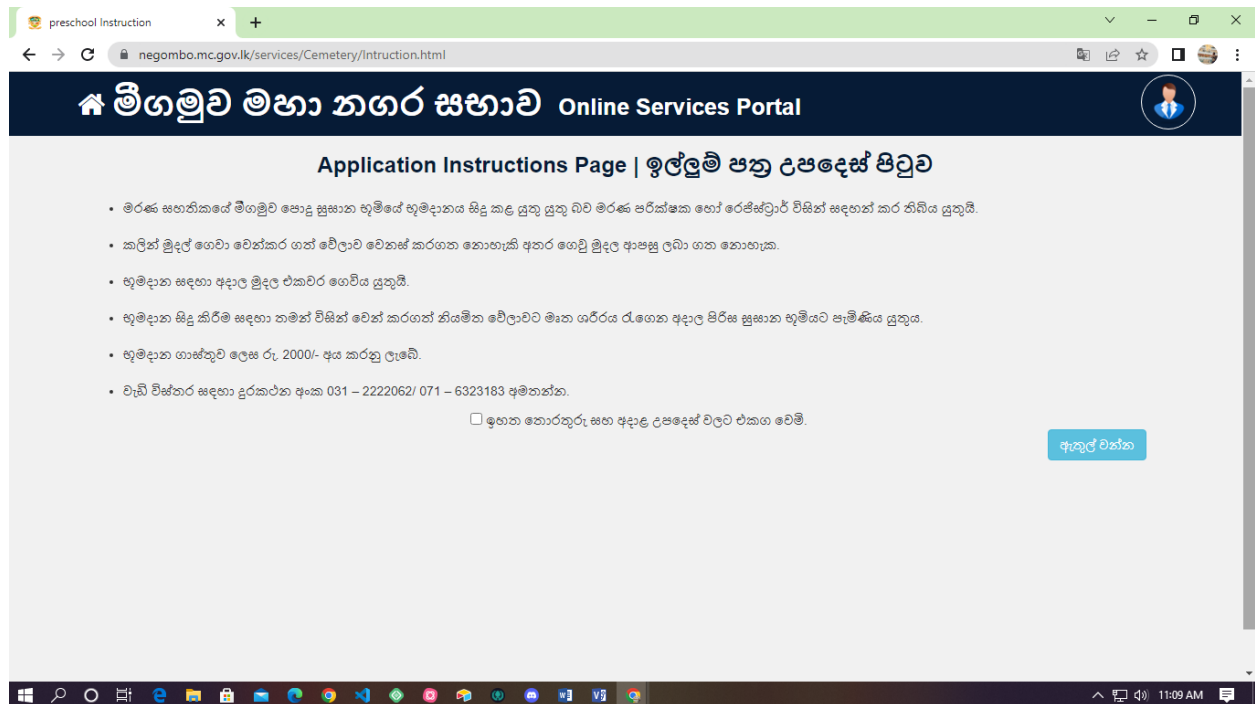 preschool Instruction
negombo.mc.gov.lk/services/Cemetery/Intruction.html
මීගමුව මහා නගර සභාව Online Services Portal
Application Instructions Page | ඉල්ලුම් පත්‍ර උපදෙස් පිටුව
• මරණ සහතිකයේ මීගමුව පොදු සුසාන භූමියේ භූමදානය සිදු කළ යුතු යුතු බව මරණ පරීක්ෂක හෝ රෙජිස්ට්‍රාර් විසින් සඳහන් කර තිබිය යුතුයි.
• කලින් මුදල් ගෙවා වෙන්කර ගත් වේලාව වෙනස් කරගත නොහැකි අතර ගෙවූ මුදල ආපසු ලබා ගත නොහැක.
• භූමදාන සඳහා අදාල මුදල එකවර ගෙවිය යුතුයි.
• භූමදාන සිදු කිරීම සඳහා තමන් විසින් වෙන් කරගත් නියමිත වේලාවට මෘත ශරීරය රැගෙන අදාල පිරිස සුසාන භූමියට පැමිණිය යුතුය.
• භූමදාන ගාස්තුව ලෙස රු. 2000/- අය කරනු ලැබේ.
• වැඩි විස්තර සඳහා දුරකථන අංක 031 – 2222062/ 071 – 6323183 අමතන්න.
ඉහත තොරතුරු සහ අදාළ උපදෙස් වලට එකග වෙමි.
ඇතුල් වන්න
11:09 AM